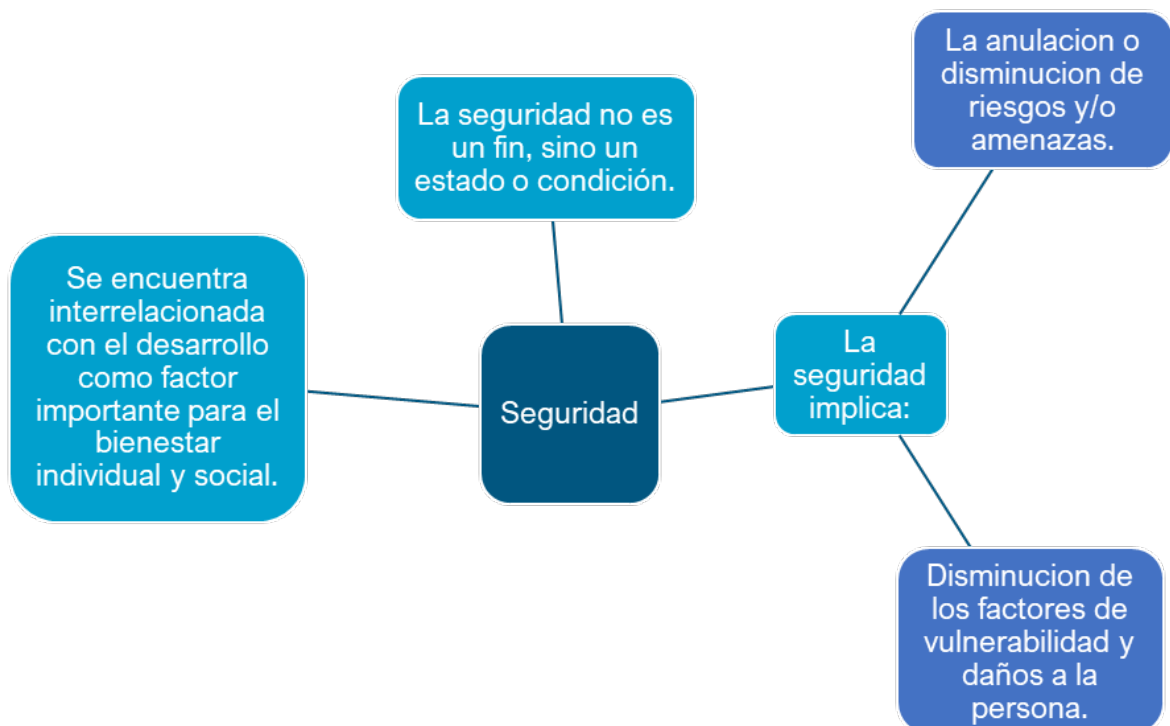 La anulacion o
disminucion de
riesgos y/o
amenazas.
La seguridad no es
un fin, sino un
estado o condición.
Se encuentra
interrelacionada
con el desarrollo
como factor
importante para el
bienestar
individual y social.
Seguridad
La
seguridad
implica:
Disminucion de
los factores de
vulnerabilidad y
daños a la
persona.